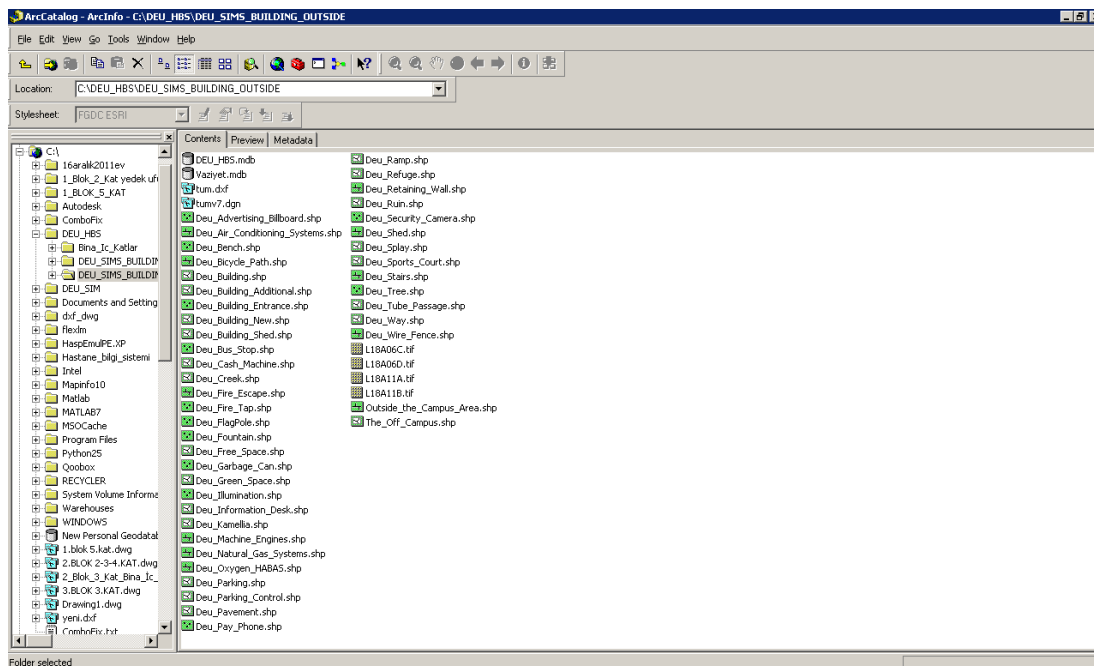 ArcCatalog - ArcInfo - C:\DEU_HBS\DEU_SIMS_BUILDING_OUTSIDE
File Edit View Go Tools Window Help
Location: C:\DEU_HBS\DEU_SIMS_BUILDING_OUTSIDE
Stylesheet: FGDC ESRI
C:\
16aralık2011ev
1_Blok_2_Kat yedek uf
1_BLOK_5_KAT
Autodesk
ComboFix
DEU_HBS
Bina_Ic_Katlar
DEU_SIMS_BUILDIN
DEU_SIMS_BUILDIN
DEU_SIM
Documents and Setting
dxf_dwg
flexlm
HaspEmulPE.XP
Hastane_bilgi_sistemi
Intel
Mapinfo10
Matlab
MATLAB7
MSOCache
Program Files
Python25
Qoobox
RECYCLER
System Volume Informa
Warehouses
WINDOWS
New Personal Geodatab
1.blok 5.kat.dwg
2.BLOK 2-3-4.KAT.dwg
2_Blok_3_Kat_Bina_İc_
3.BLOK 3.KAT.dwg
Drawing1.dwg
yeni.dxf
ComboFix.txt
Contents Preview Metadata
DEU_HBS.mdb
Vaziyet.mdb
tum.dxf
tumv7.dgn
Deu_Advertising_Billboard.shp
Deu_Air_Conditioning_Systems.shp
Deu_Bench.shp
Deu_Bicycle_Path.shp
Deu_Building.shp
Deu_Building_Additional.shp
Deu_Building_Entrance.shp
Deu_Building_New.shp
Deu_Building_Shed.shp
Deu_Bus_Stop.shp
Deu_Cash_Machine.shp
Deu_Creek.shp
Deu_Fire_Escape.shp
Deu_Fire_Tap.shp
Deu_FlagPole.shp
Deu_Fountain.shp
Deu_Free_Space.shp
Deu_Garbage_Can.shp
Deu_Green_Space.shp
Deu_Illumination.shp
Deu_Information_Desk.shp
Deu_Kamellia.shp
Deu_Machine_Engines.shp
Deu_Natural_Gas_Systems.shp
Deu_Oxygen_HABAS.shp
Deu_Parking.shp
Deu_Parking_Control.shp
Deu_Pavement.shp
Deu_Pay_Phone.shp
Deu_Ramp.shp
Deu_Refuge.shp
Deu_Retaining_Wall.shp
Deu_Ruin.shp
Deu_Security_Camera.shp
Deu_Shed.shp
Deu_Splay.shp
Deu_Sports_Court.shp
Deu_Stairs.shp
Deu_Tree.shp
Deu_Tube_Passage.shp
Deu_Way.shp
Deu_Wire_Fence.shp
L18A06C.tif
L18A06D.tif
L18A11A.tif
L18A11B.tif
Outside_the_Campus_Area.shp
The_Off_Campus.shp
Folder selected